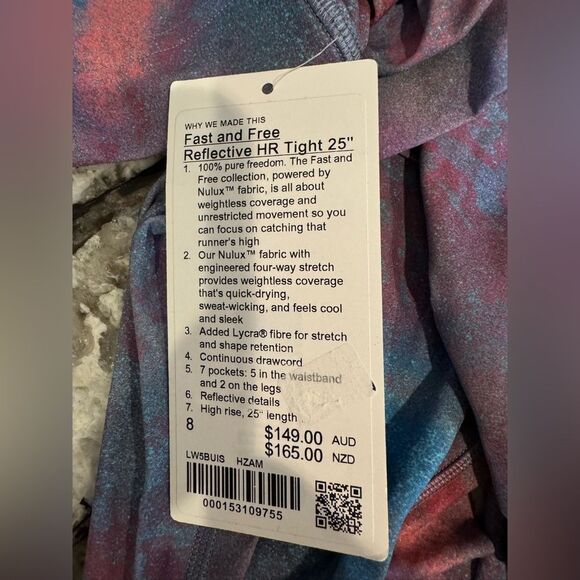 WHY WE MADE THIS
Fast and Free
Reflective HR Tight 25"
1. 100% pure freedom. The Fast and
Free collection, powered by
Nulux™ fabric, is all about
weightless coverage and
unrestricted movement so you
can focus on catching that
runner's high
2. Our Nulux™ fabric with
engineered four-way stretch
provides weightless coverage
that's quick-drying,
sweat-wicking, and feels cool
and sleek
3. Added Lycra® fibre for stretch
and shape retention
4. Continuous drawcord
5. 7 pockets: 5 in the waistband
and 2 on the legs
6. Reflective details
7. High rise, 25" length
8
$149.00 AUD
$165.00 NZD
LW5BUIS HZAM
000153109755